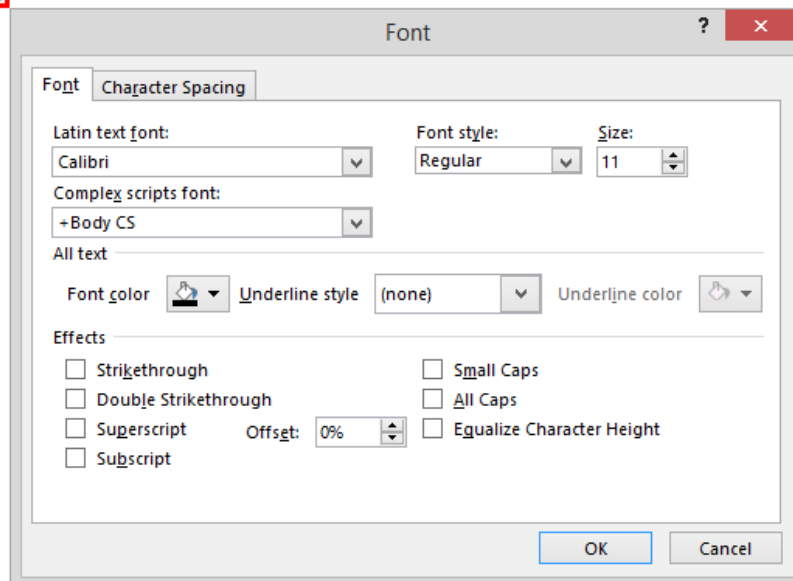 Font
?
Font Character Spacing
Latin text font: Font style: Size:
Calibri Regular 11
Complex scripts font:
+Body CS
All text
Font color Underline style (none) Underline color
Effects
Strikethrough Small Caps
Double Strikethrough All Caps
Superscript Offset: 0% Equalize Character Height
Subscript
OK Cancel